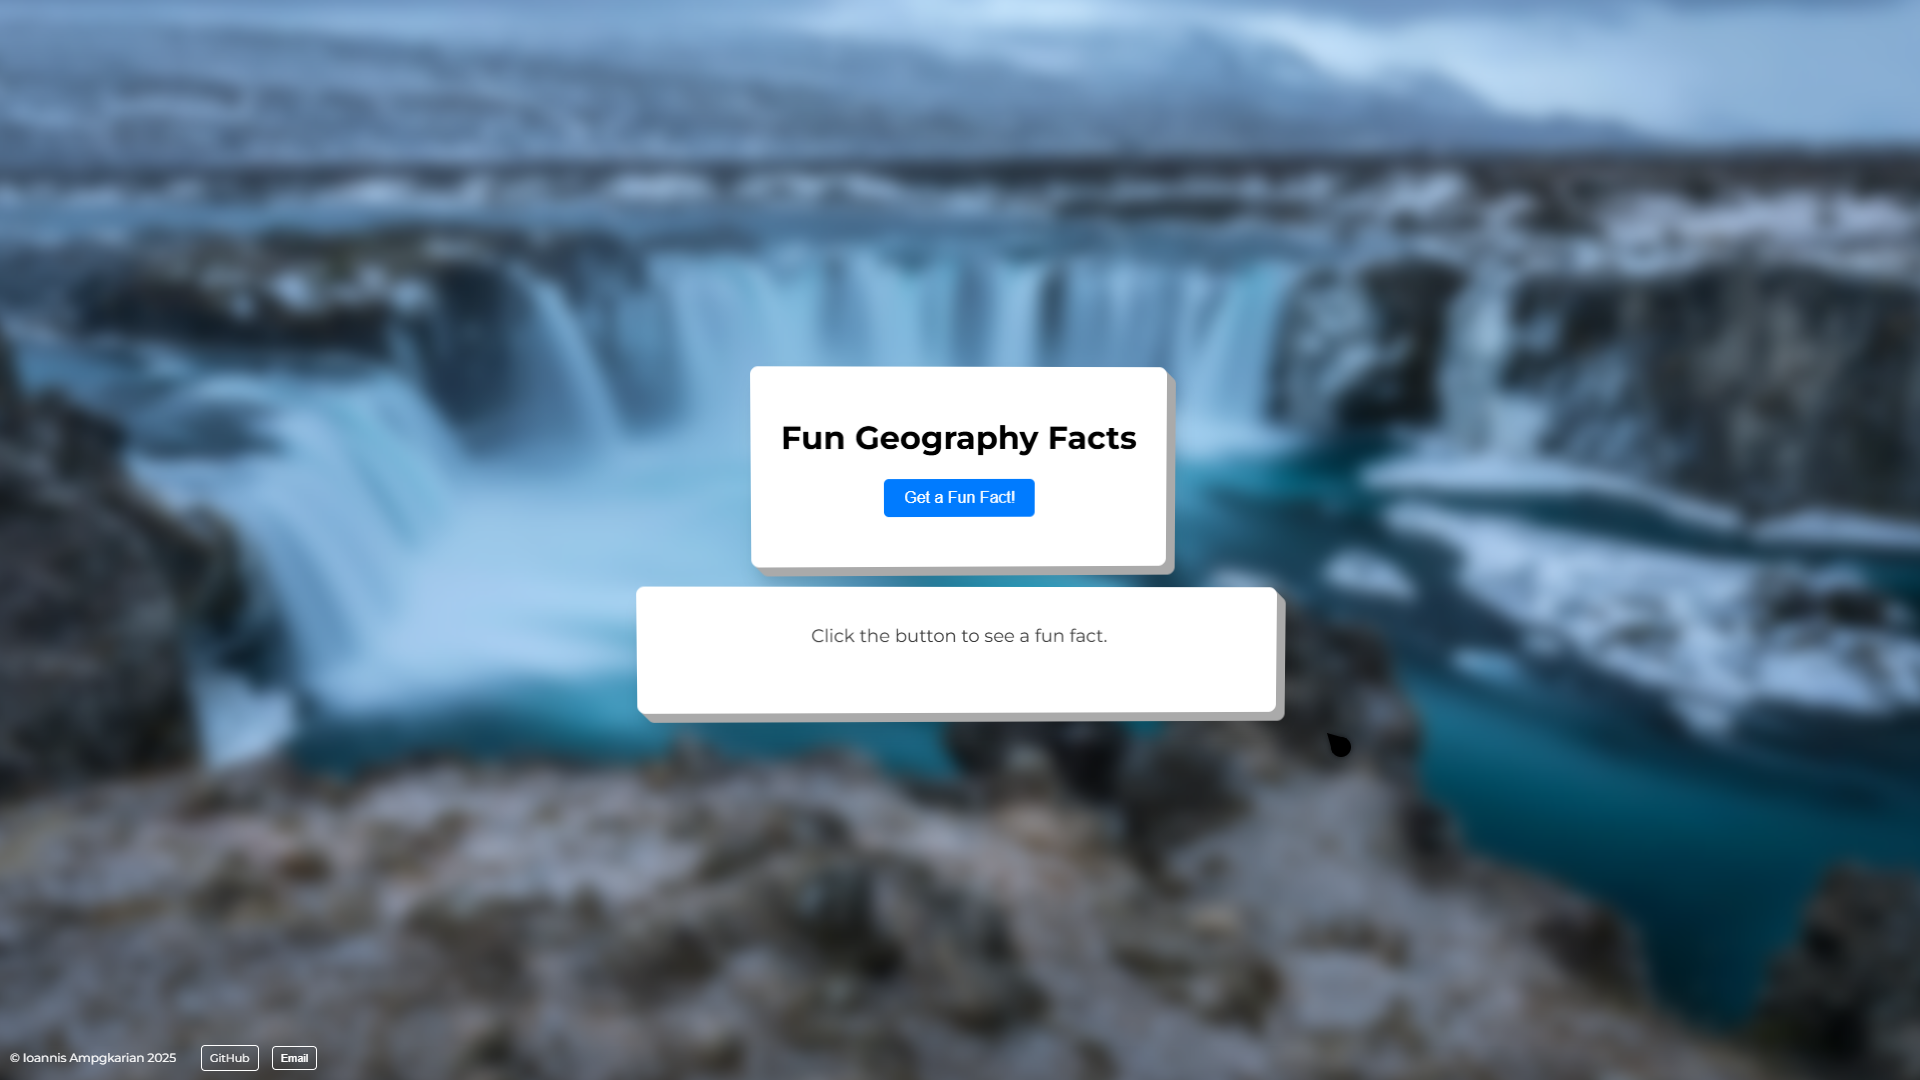 Fun Geography Facts
Get a Fun Fact!
Click the button to see a fun fact.
© Ioannis Ampgkarian 2025
GitHub
Email